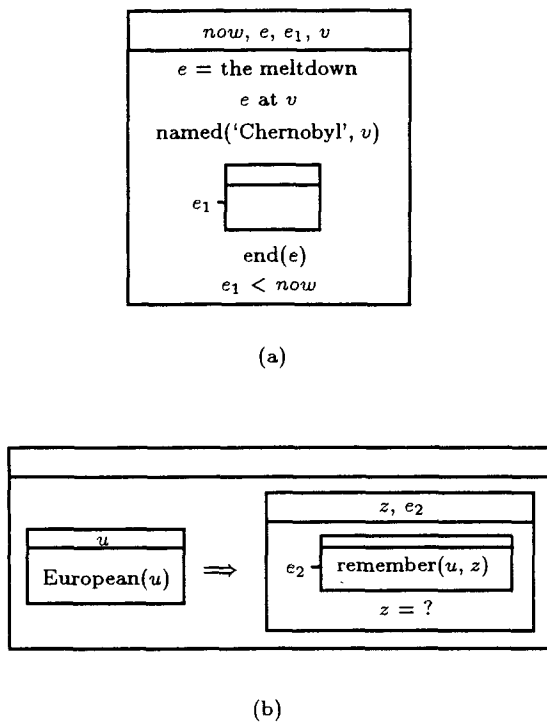 now, e, e₁, v
e = the meltdown
e at v
named(‘Chernobyl’, v)
e₁
end(e)
e₁ < now
(a)
u
European(u)
⟹
z, e₂
e₂
remember(u, z)
z = ?
(b)